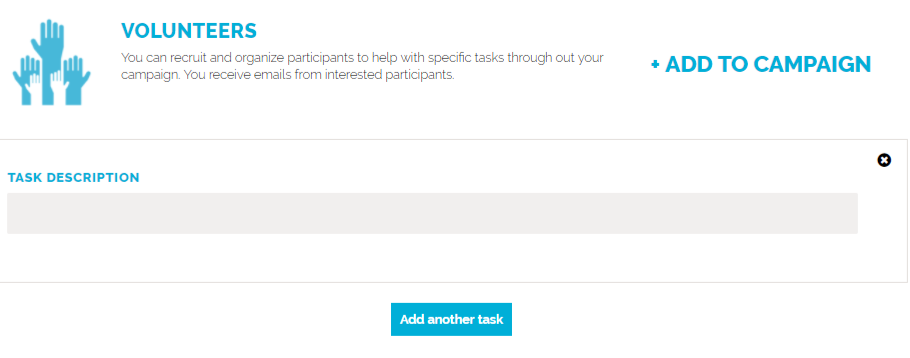 VOLUNTEERS
You can recruit and organize participants to help with specific tasks through out your
campaign. You receive emails from interested participants.
+ ADD TO CAMPAIGN
TASK DESCRIPTION
Add another task